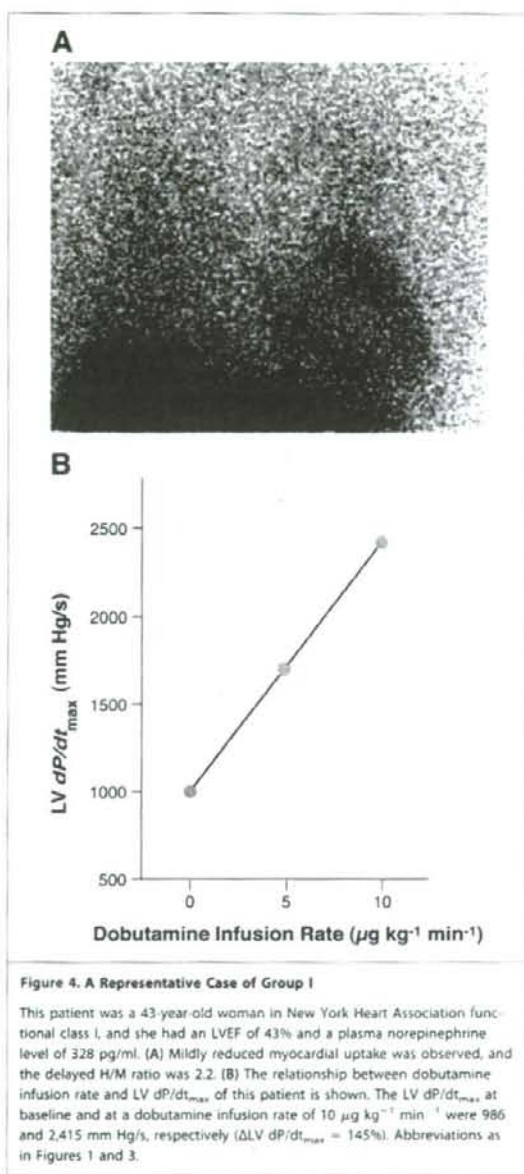 A
B
LV dP/dt max (mm Hg/s)
2500
2000
1500
1000
500
0 5 10
Dobutamine Infusion Rate (µg kg-1 min-1)
Figure 4. A Representative Case of Group I
This patient was a 43-year-old woman in New York Heart Association func-
tional class I, and she had an LVEF of 43% and a plasma norepinephrine
level of 328 pg/ml. (A) Mildly reduced myocardial uptake was observed, and
the delayed H/M ratio was 2.2. (B) The relationship between dobutamine
infusion rate and LV dP/dtmax of this patient is shown. The LV dP/dtmax at
baseline and at a dobutamine infusion rate of 10 µg kg-1 min-1 were 986
and 2,415 mm Hg/s, respectively (ΔLV dP/dtmax = 145%). Abbreviations as
in Figures 1 and 3.